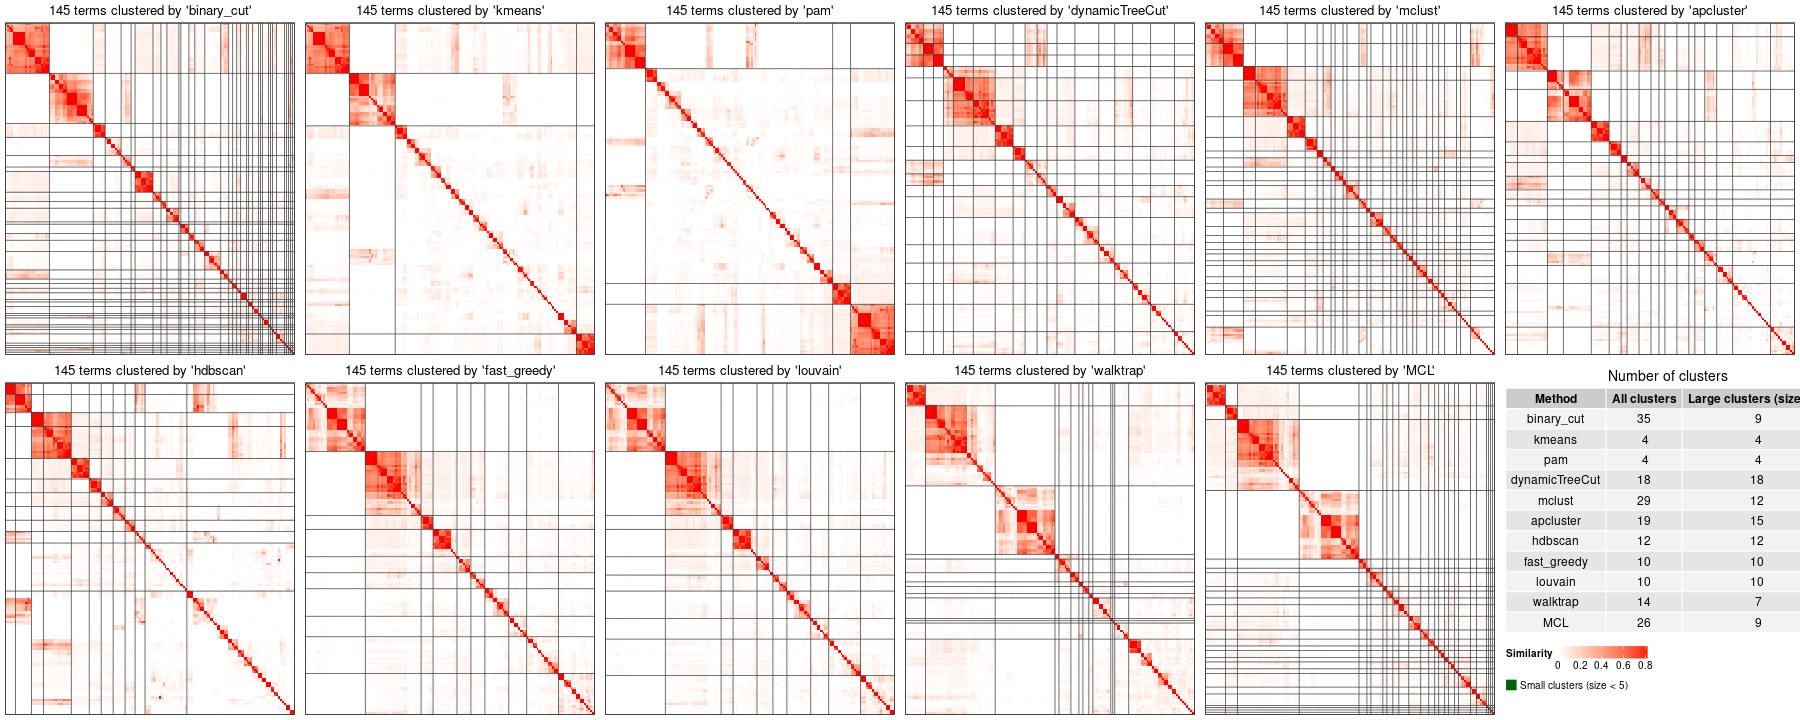 145 terms clustered by 'binary_cut'
145 terms clustered by 'kmeans'
145 terms clustered by 'pam'
145 terms clustered by 'dynamicTreeCut'
145 terms clustered by 'mclust'
145 terms clustered by 'apcluster'
145 terms clustered by 'hdbscan'
145 terms clustered by 'fast_greedy'
145 terms clustered by 'louvain'
145 terms clustered by 'walktrap'
145 terms clustered by 'MCL'
Number of clusters
Method All clusters Large clusters (size
binary_cut 35 9
kmeans 4 4
pam 4 4
dynamicTreeCut 18 18
mclust 29 12
apcluster 19 15
hdbscan 12 12
fast_greedy 10 10
louvain 10 10
walktrap 14 7
MCL 26 9
Similarity
0 0.2 0.4 0.6 0.8
Small clusters (size < 5)